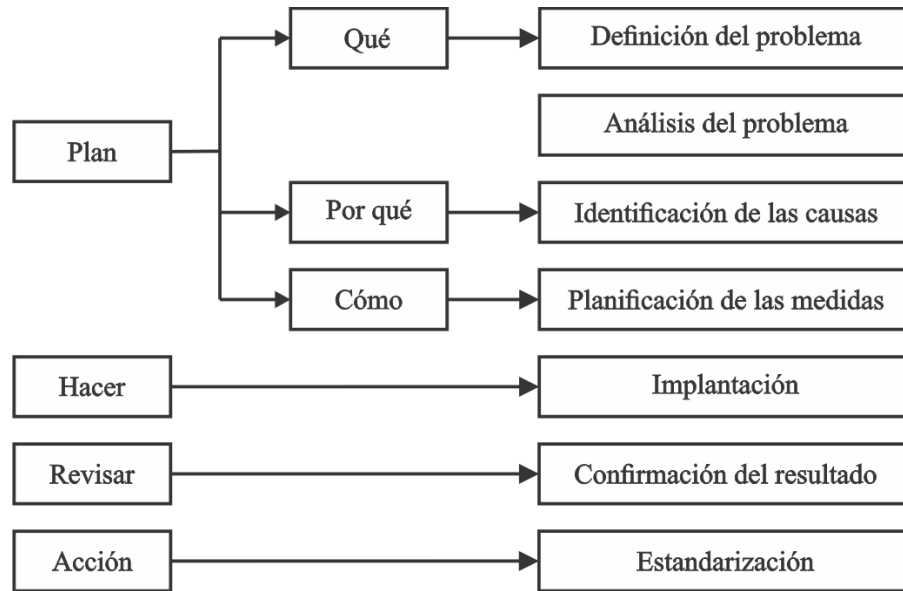 Qué
Definición del problema
Análisis del problema
Plan
Por qué
Identificación de las causas
Cómo
Planificación de las medidas
Hacer
Implantación
Revisar
Confirmación del resultado
Acción
Estandarización